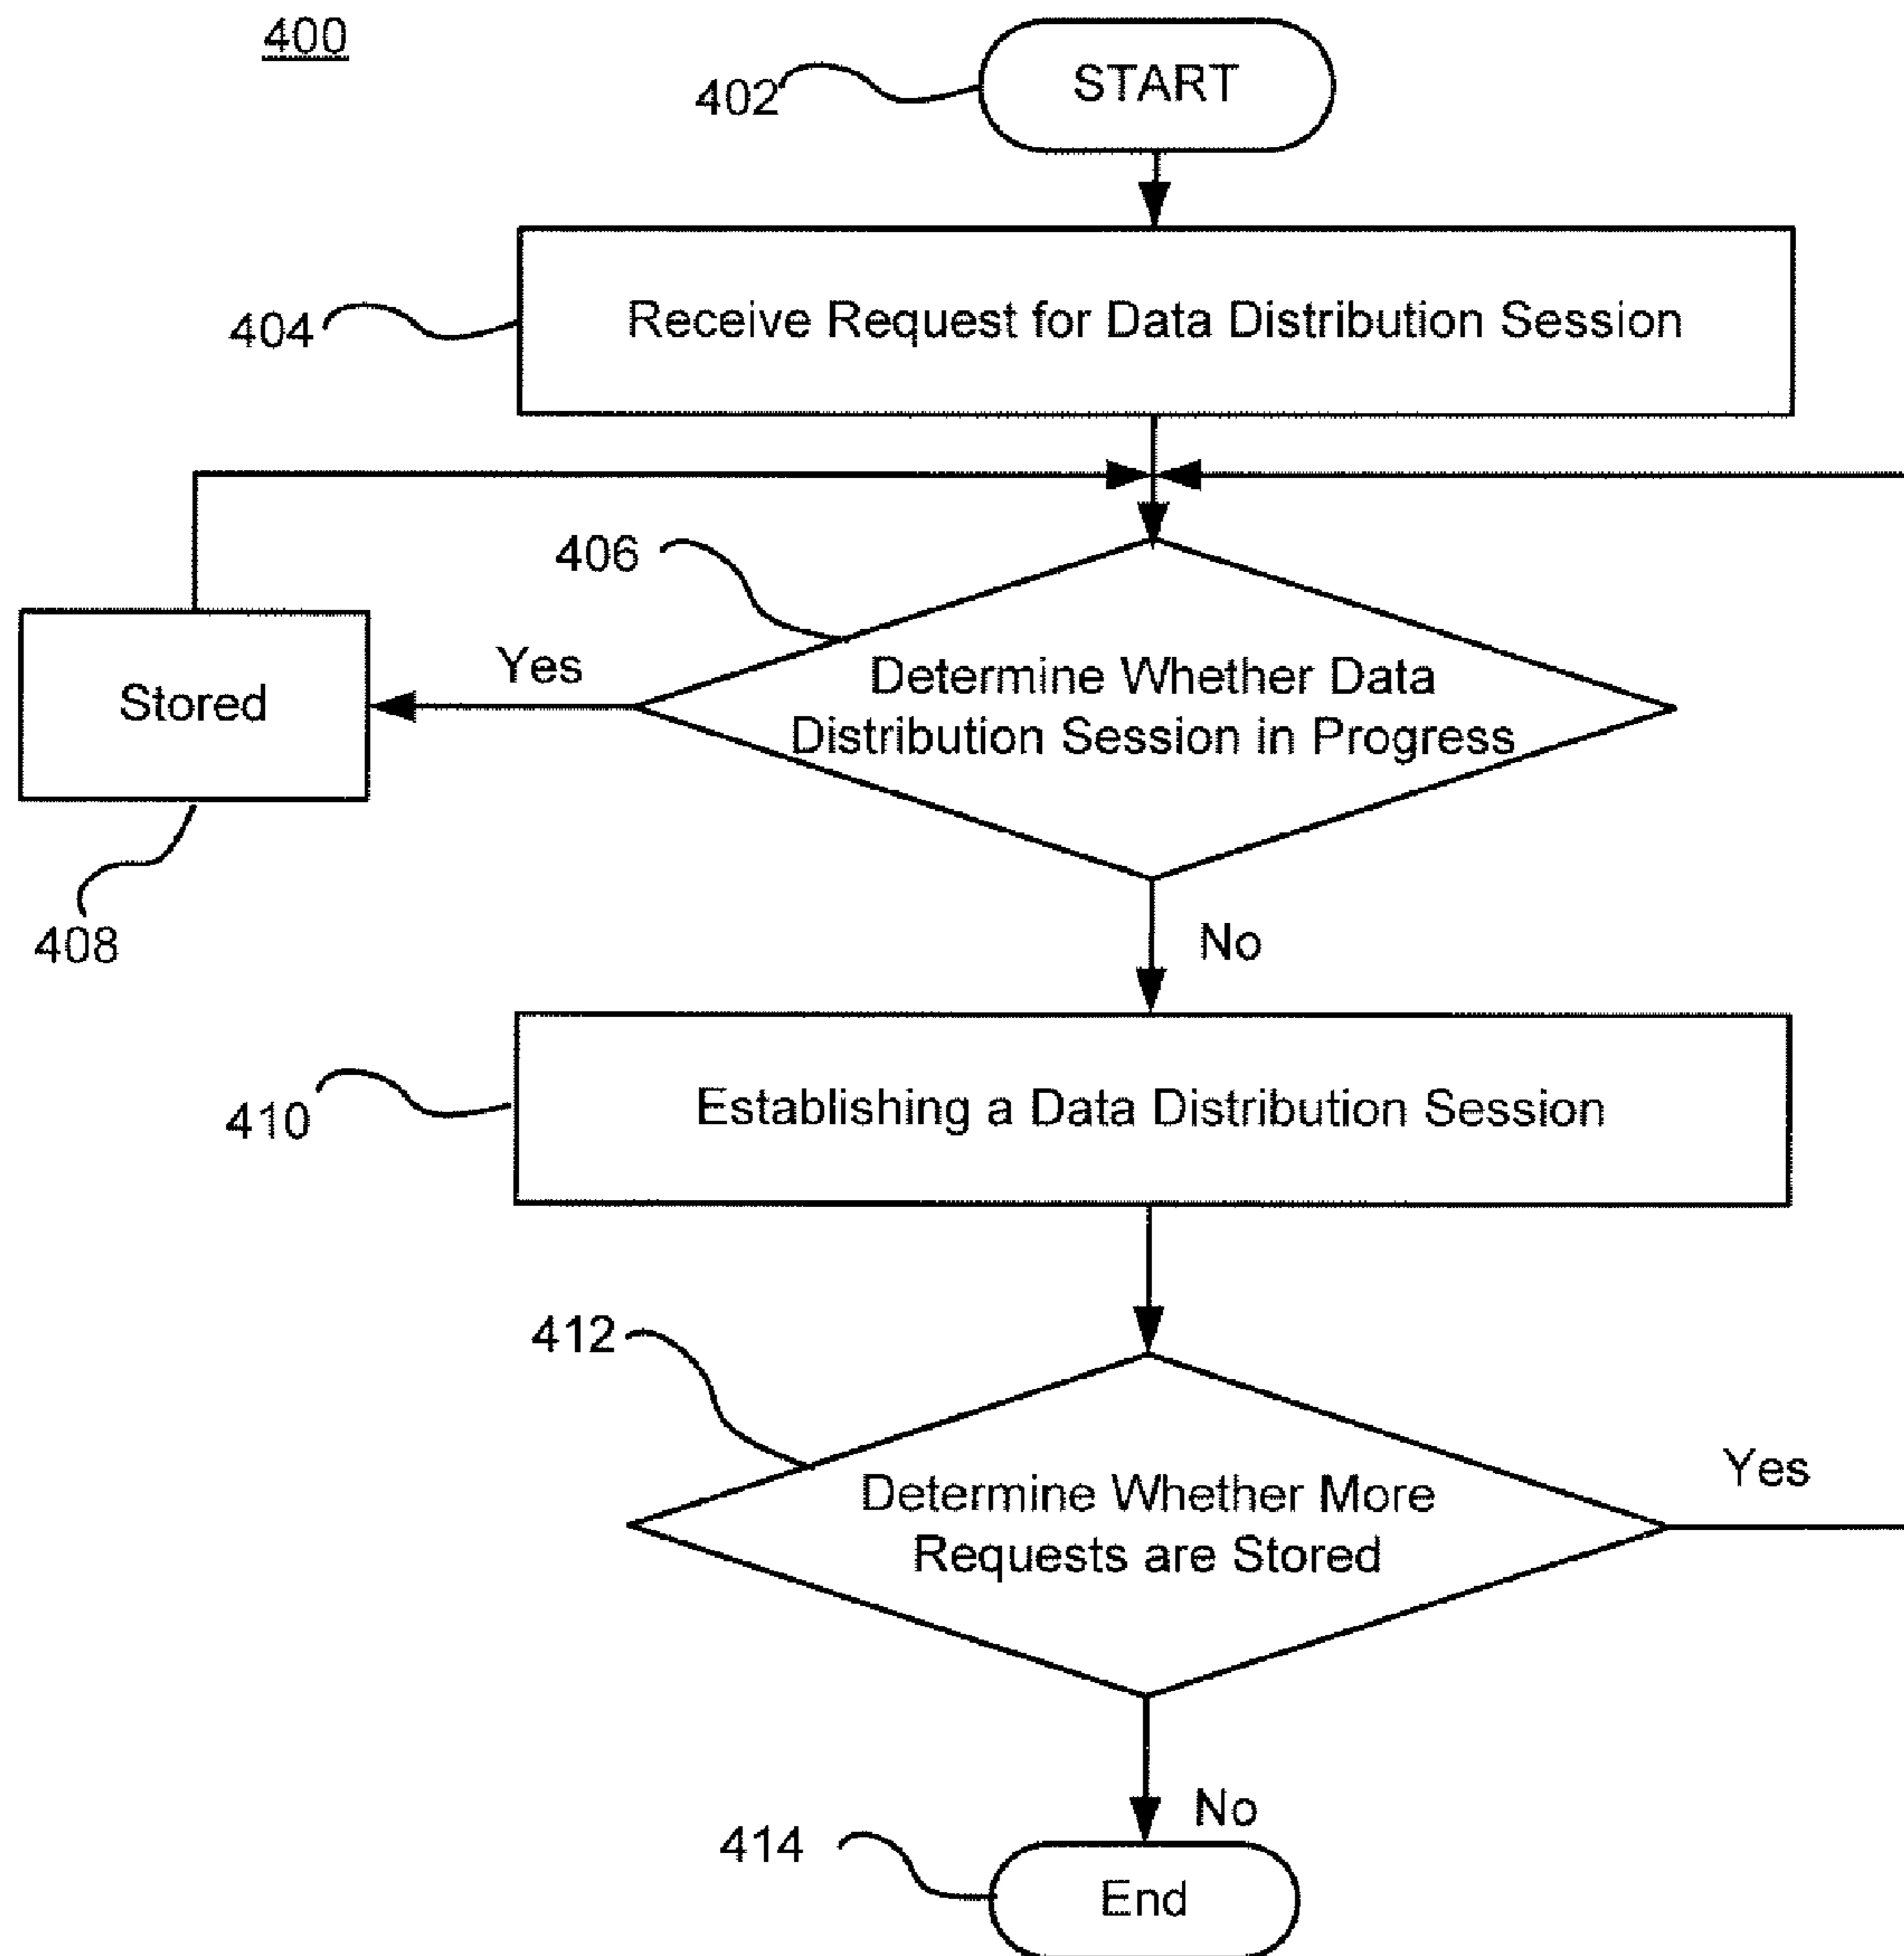 400
402
START
404
Receive Request for Data Distribution Session
406
Yes
Stored
Determine Whether Data
Distribution Session in Progress
408
No
410
Establishing a Data Distribution Session
412
Yes
Determine Whether More
Requests are Stored
No
414
End